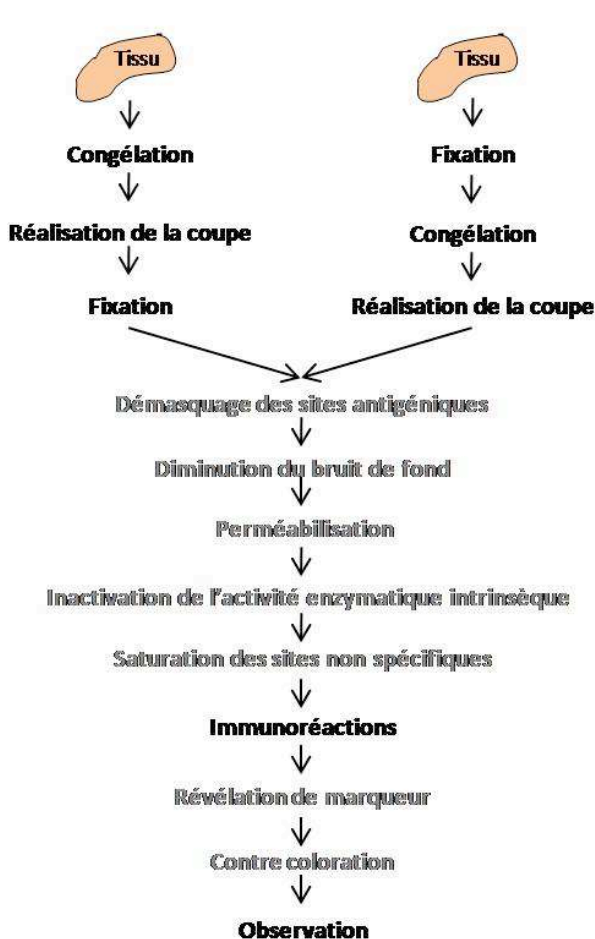 Tissu
Congélation
Réalisation de la coupe
Fixation
Tissu
Fixation
Congélation
Réalisation de la coupe
Démasquage des sites antigéniques
Diminution du bruit de fond
Perméabilisation
Inactivation de l'activité enzymatique intrinsèque
Saturation des sites non spécifiques
Immunoréactions
Révélation de marqueur
Contre coloration
Observation